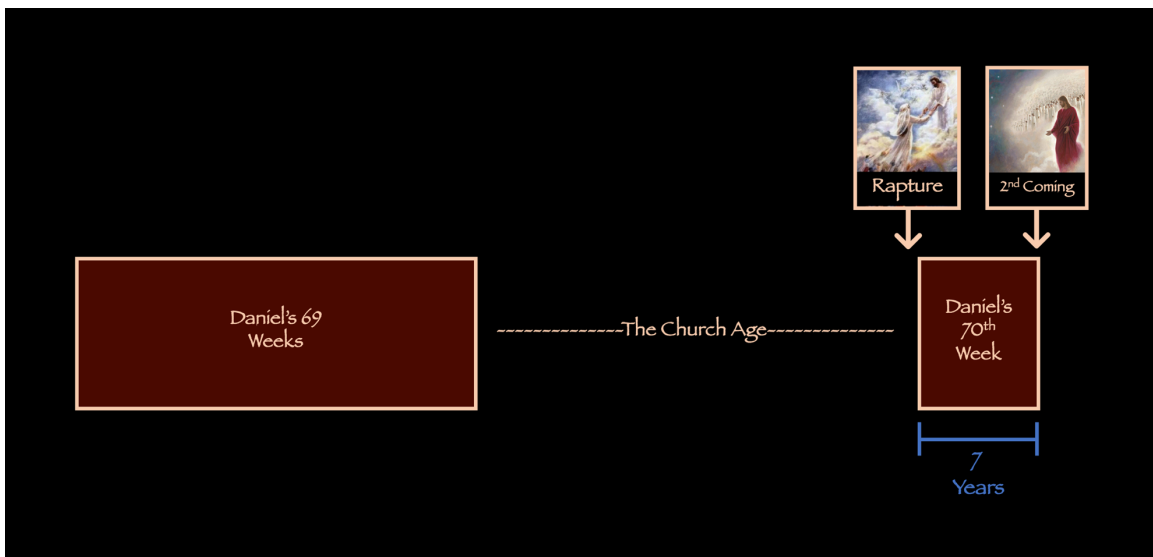 Rapture
2nd Coming
Daniel's 69
Weeks
--------------The Church Age--------------
Daniel's
70th
Week
7
Years